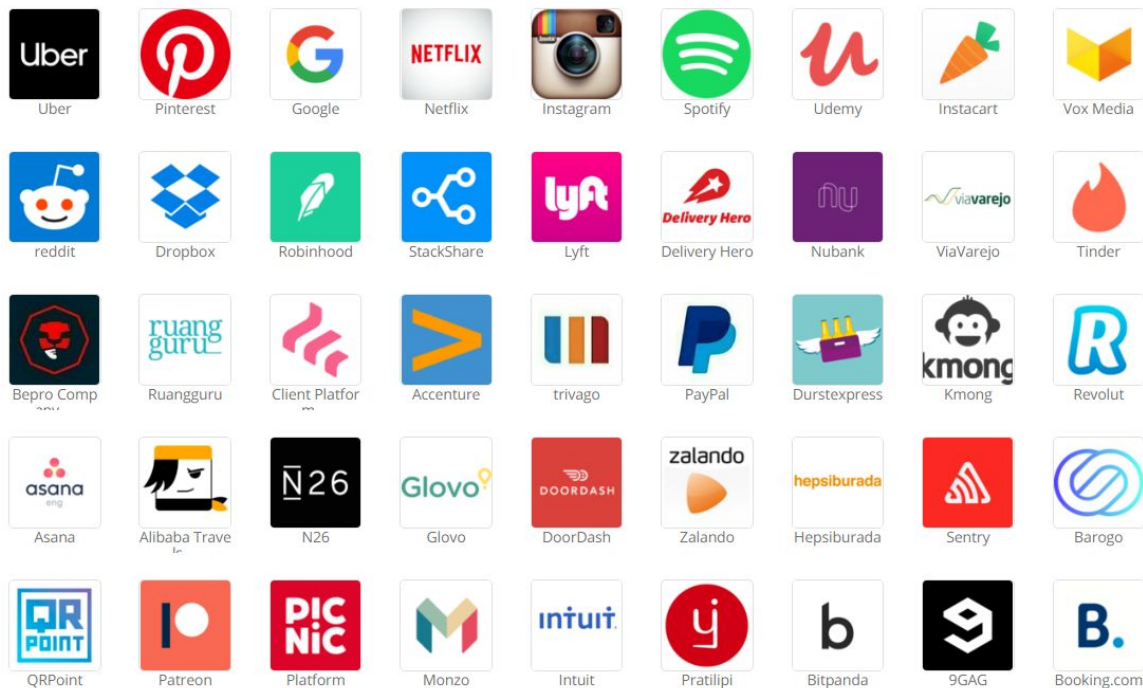 Uber
NETFLIX
Uber
Pinterest
Google
Netflix
Instagram
Spotify
Udemy
Instacart
Vox Media
lyft
Delivery Hero
nu
viavarejo
reddit
Dropbox
Robinhood
StackShare
Lyft
Delivery Hero
Nubank
ViaVarejo
Tinder
ruang
guru
kmong
R
Bepro Comp
Ruangguru
Client Platfor
Accenture
trivago
PayPal
Durstexpress
Kmong
Revolut
asana
eng
N26
Glovo
DOORDASH
zalando
hepsiburada
Asana
Alibaba Trave
N26
Glovo
DoorDash
Zalando
Hepsiburada
Sentry
Barogo
QR
POINT
PIC
NiC
M
intuit.
b
9
B.
QRPoint
Patreon
Platform
Monzo
Intuit
Pratilipi
Bitpanda
9GAG
Booking.com